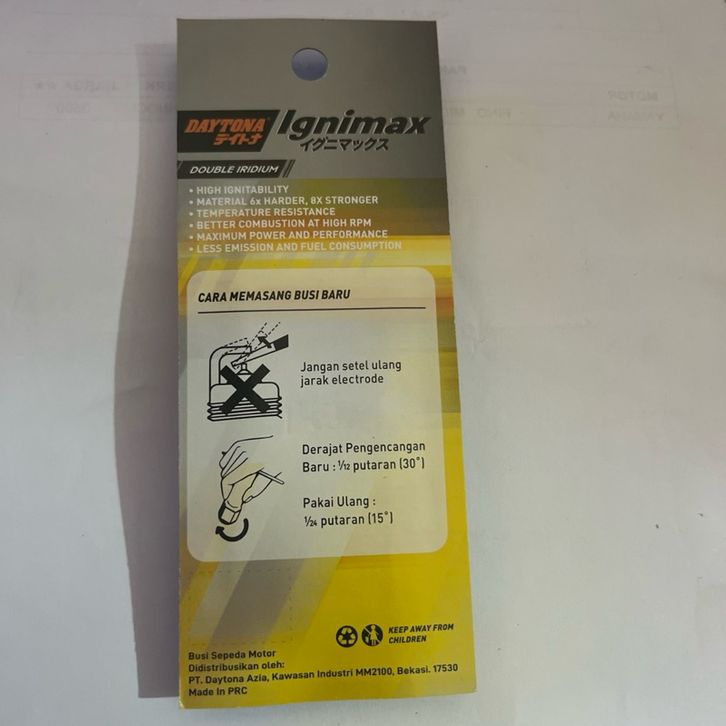 DAYTONA
デイトナ
Ignimax
イグニマックス
DOUBLE IRIDIUM
• HIGH IGNITABILITY
• MATERIAL 6x HARDER, 8X STRONGER
• TEMPERATURE RESISTANCE
• BETTER COMBUSTION AT HIGH RPM
• MAXIMUM POWER AND PERFORMANCE
• LESS EMISSION AND FUEL CONSUMPTION
CARA MEMASANG BUSI BARU
Jangan setel ulang
jarak electrode
Derajat Pengencangan
Baru : 1/12 putaran (30°)
Pakai Ulang :
1/24 putaran (15°)
KEEP AWAY FROM
CHILDREN
Busi Sepeda Motor
Didistribusikan oleh:
PT. Daytona Azia, Kawasan Industri MM2100, Bekasi. 17530
Made In PRC